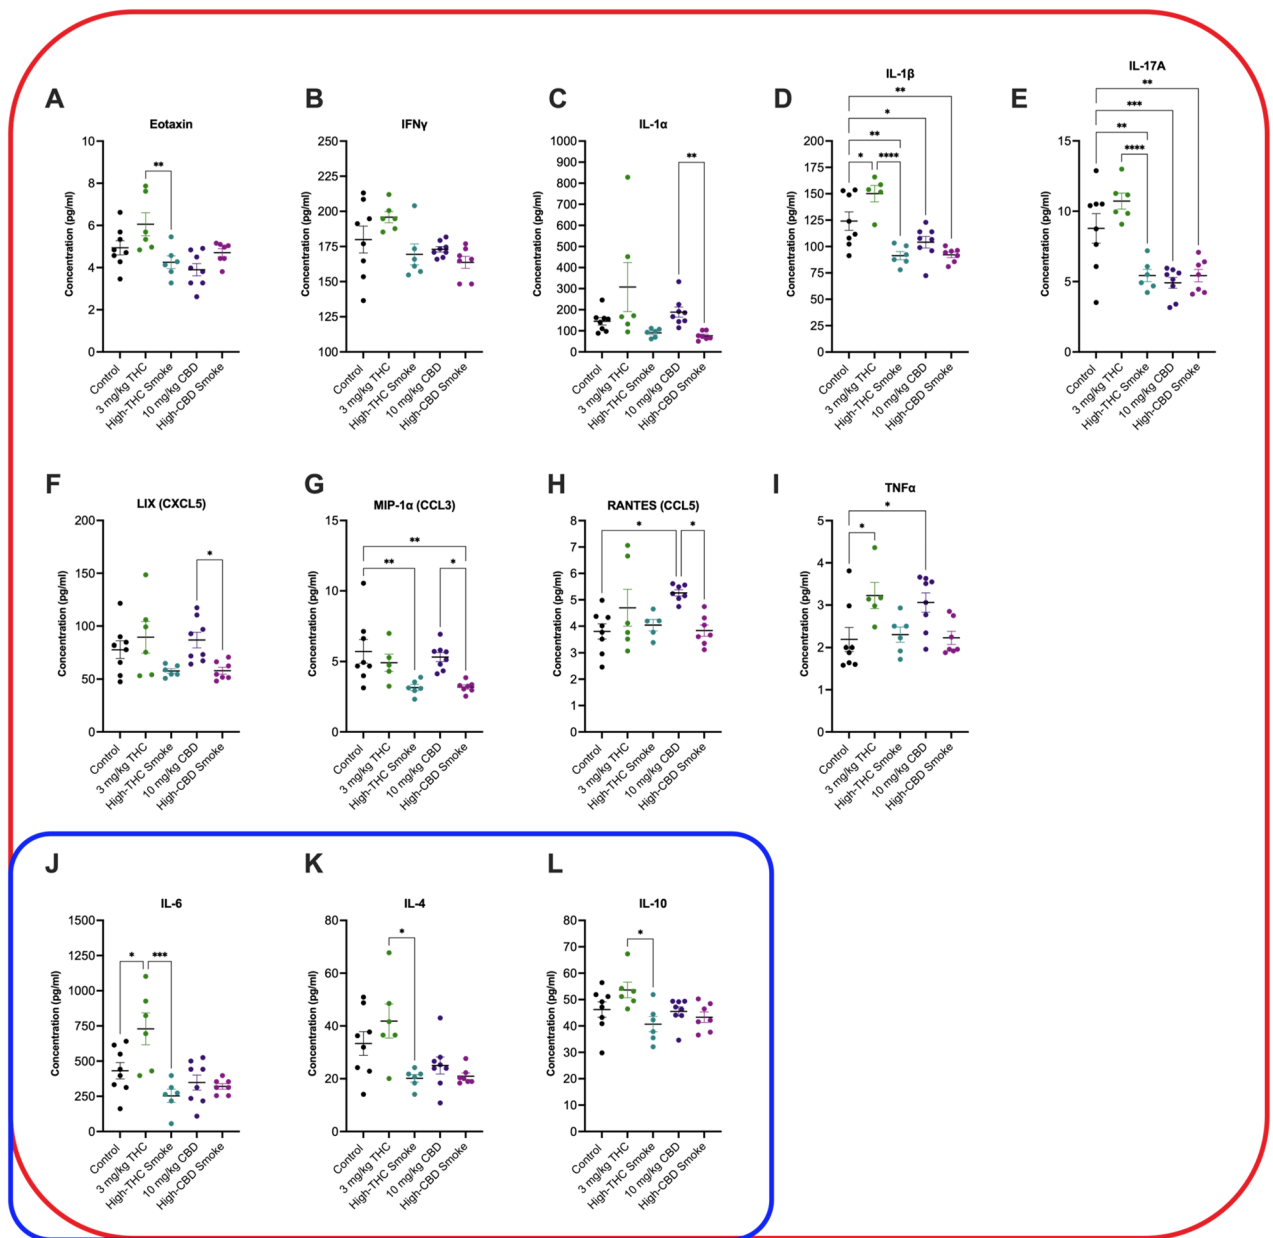 A
Eotaxin
**
Concentration (pg/ml)
10
8
6
4
2
0
Control
3 mg/kg THC
High-THC Smoke
10 mg/kg CBD
High-CBD Smoke
B
IFNγ
Concentration (pg/ml)
250
225
200
175
150
125
100
Control
3 mg/kg THC
High-THC Smoke
10 mg/kg CBD
High-CBD Smoke
C
IL-1α
**
Concentration (pg/ml)
1000
900
800
700
600
500
400
300
200
100
0
Control
3 mg/kg THC
High-THC Smoke
10 mg/kg CBD
High-CBD Smoke
D
IL-1β
**
*
**
* ****
Concentration (pg/ml)
200
175
150
125
100
75
50
25
0
Control
3 mg/kg THC
High-THC Smoke
10 mg/kg CBD
High-CBD Smoke
E
IL-17A
**
***
**
****
Concentration (pg/ml)
15
10
5
0
Control
3 mg/kg THC
High-THC Smoke
10 mg/kg CBD
High-CBD Smoke
F
LIX (CXCL5)
*
Concentration (pg/ml)
200
150
100
50
0
Control
3 mg/kg THC
High-THC Smoke
10 mg/kg CBD
High-CBD Smoke
G
MIP-1α (CCL3)
**
** *
Concentration (pg/ml)
15
10
5
0
Control
3 mg/kg THC
High-THC Smoke
10 mg/kg CBD
High-CBD Smoke
H
RANTES (CCL5)
* *
Concentration (pg/ml)
8
7
6
5
4
3
2
1
0
Control
3 mg/kg THC
High-THC Smoke
10 mg/kg CBD
High-CBD Smoke
I
TNFα
*
*
Concentration (pg/ml)
5
4
3
2
1
0
Control
3 mg/kg THC
High-THC Smoke
10 mg/kg CBD
High-CBD Smoke
J
IL-6
* ***
Concentration (pg/ml)
1500
1250
1000
750
500
250
0
Control
3 mg/kg THC
High-THC Smoke
10 mg/kg CBD
High-CBD Smoke
K
IL-4
*
Concentration (pg/ml)
80
60
40
20
0
Control
3 mg/kg THC
High-THC Smoke
10 mg/kg CBD
High-CBD Smoke
L
IL-10
*
Concentration (pg/ml)
80
70
60
50
40
30
20
10
0
Control
3 mg/kg THC
High-THC Smoke
10 mg/kg CBD
High-CBD Smoke